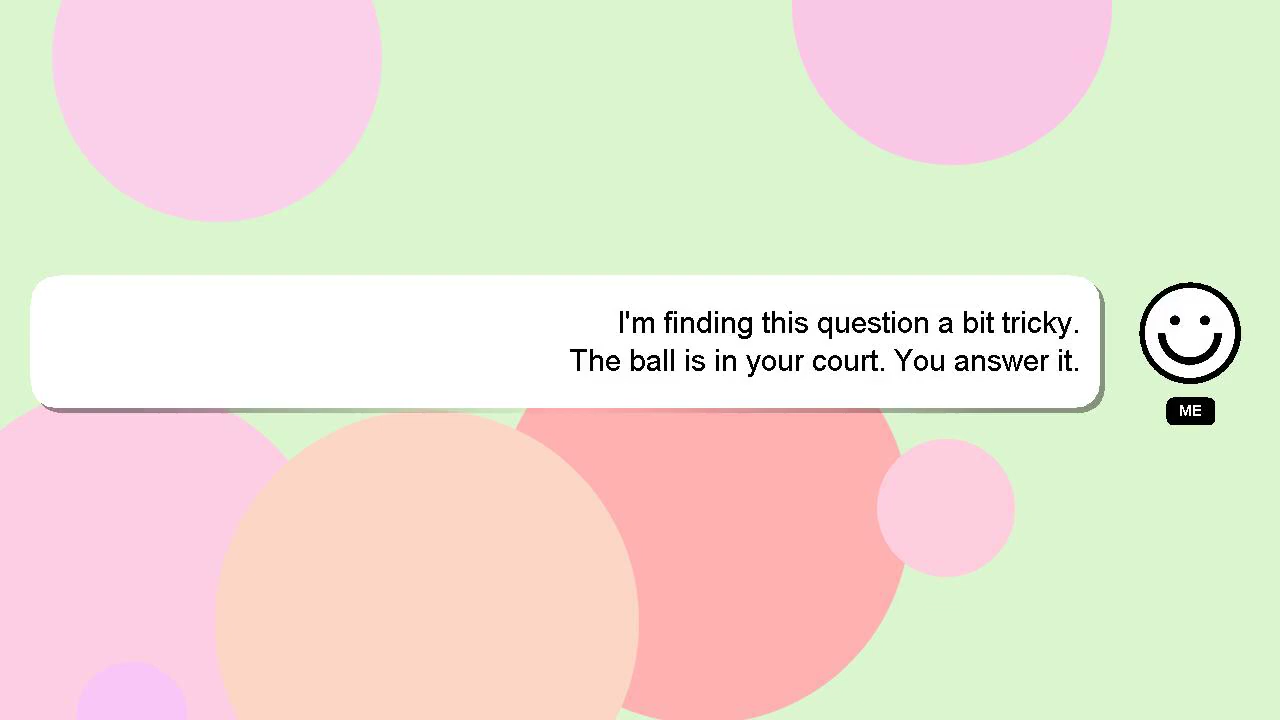 I'm finding this question a bit tricky.
The ball is in your court. You answer it.
ME